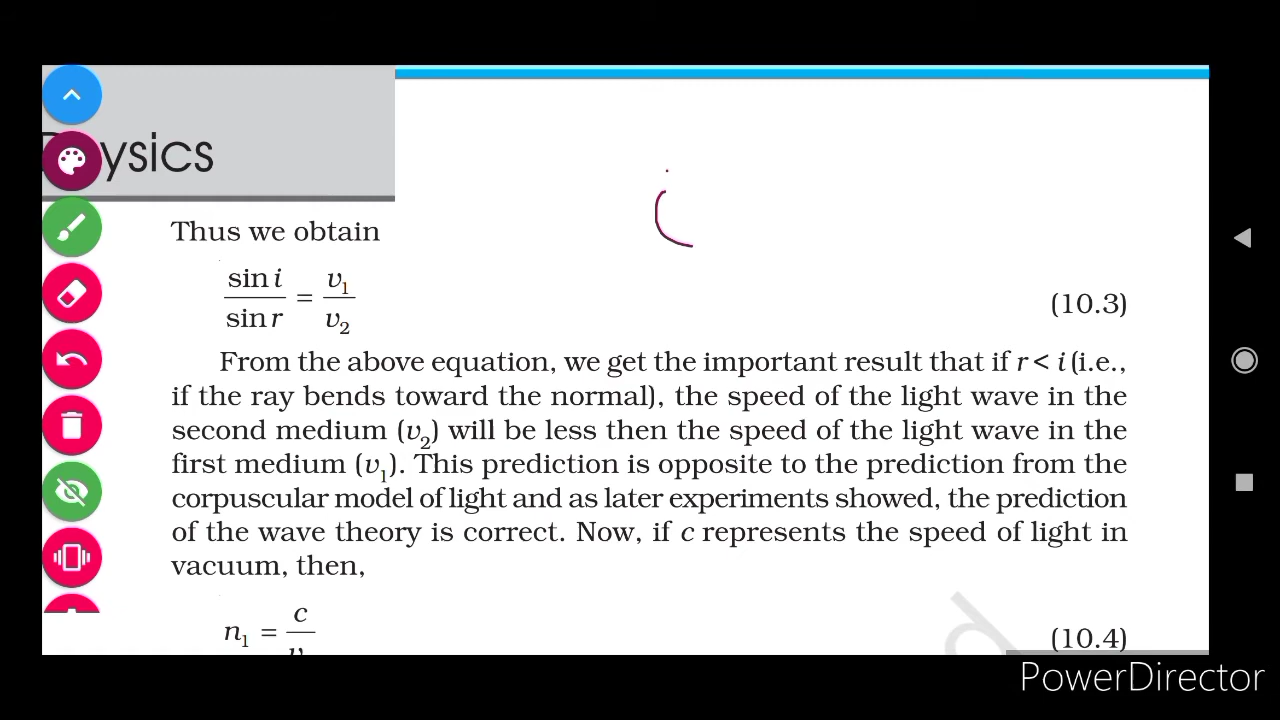 ysics
Thus we obtain
sin i / sin r = v₁ / v₂ (10.3)
From the above equation, we get the important result that if r < i (i.e.,
if the ray bends toward the normal), the speed of the light wave in the
second medium (v₂) will be less then the speed of the light wave in the
first medium (v₁). This prediction is opposite to the prediction from the
corpuscular model of light and as later experiments showed, the prediction
of the wave theory is correct. Now, if c represents the speed of light in
vacuum, then,
n₁ = c / v (10.4)
d
PowerDirector